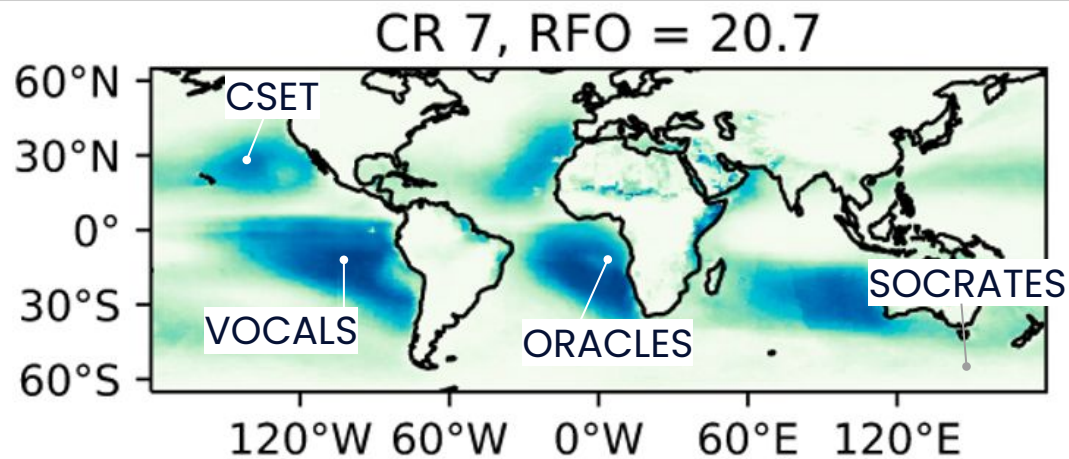 CR 7, RFO = 20.7
60°N
CSET
30°N
0°
SOCRATES
30°S
VOCALS
ORACLES
60°S
120°W 60°W 0°W 60°E 120°E